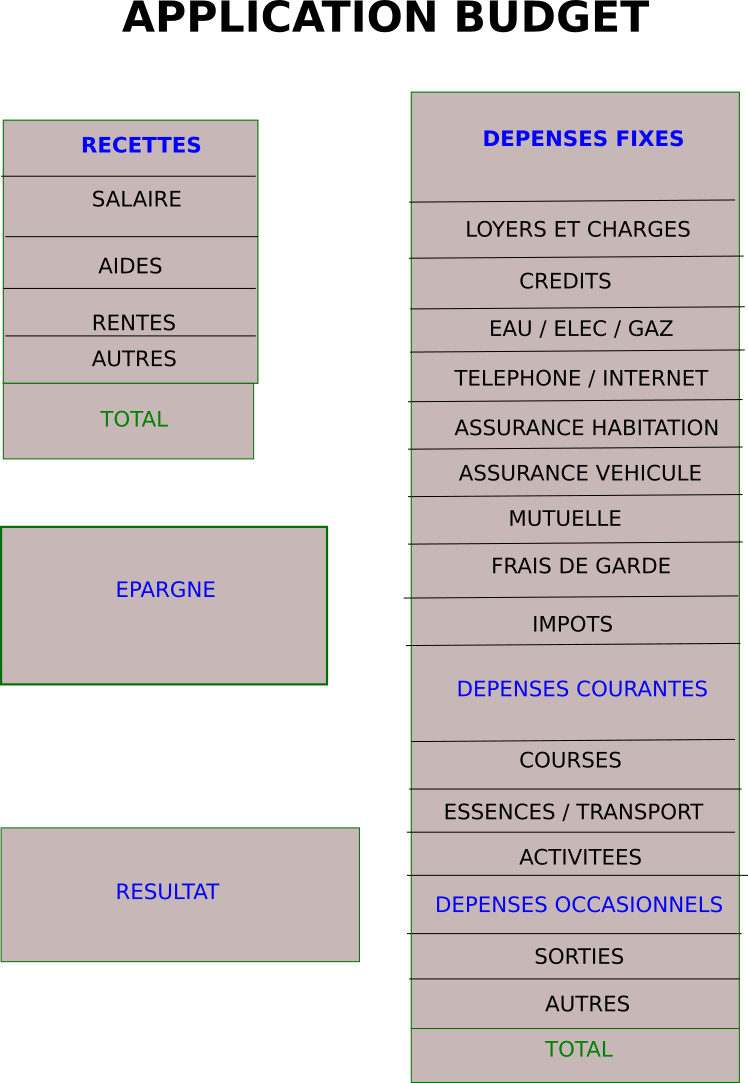 APPLICATION BUDGET
RECETTES
SALAIRE
AIDES
RENTES
AUTRES
TOTAL
EPARGNE
RESULTAT
DEPENSES FIXES
LOYERS ET CHARGES
CREDITS
EAU / ELEC / GAZ
TELEPHONE / INTERNET
ASSURANCE HABITATION
ASSURANCE VEHICULE
MUTUELLE
FRAIS DE GARDE
IMPOTS
DEPENSES COURANTES
COURSES
ESSENCES / TRANSPORT
ACTIVITEES
DEPENSES OCCASIONNELS
SORTIES
AUTRES
TOTAL